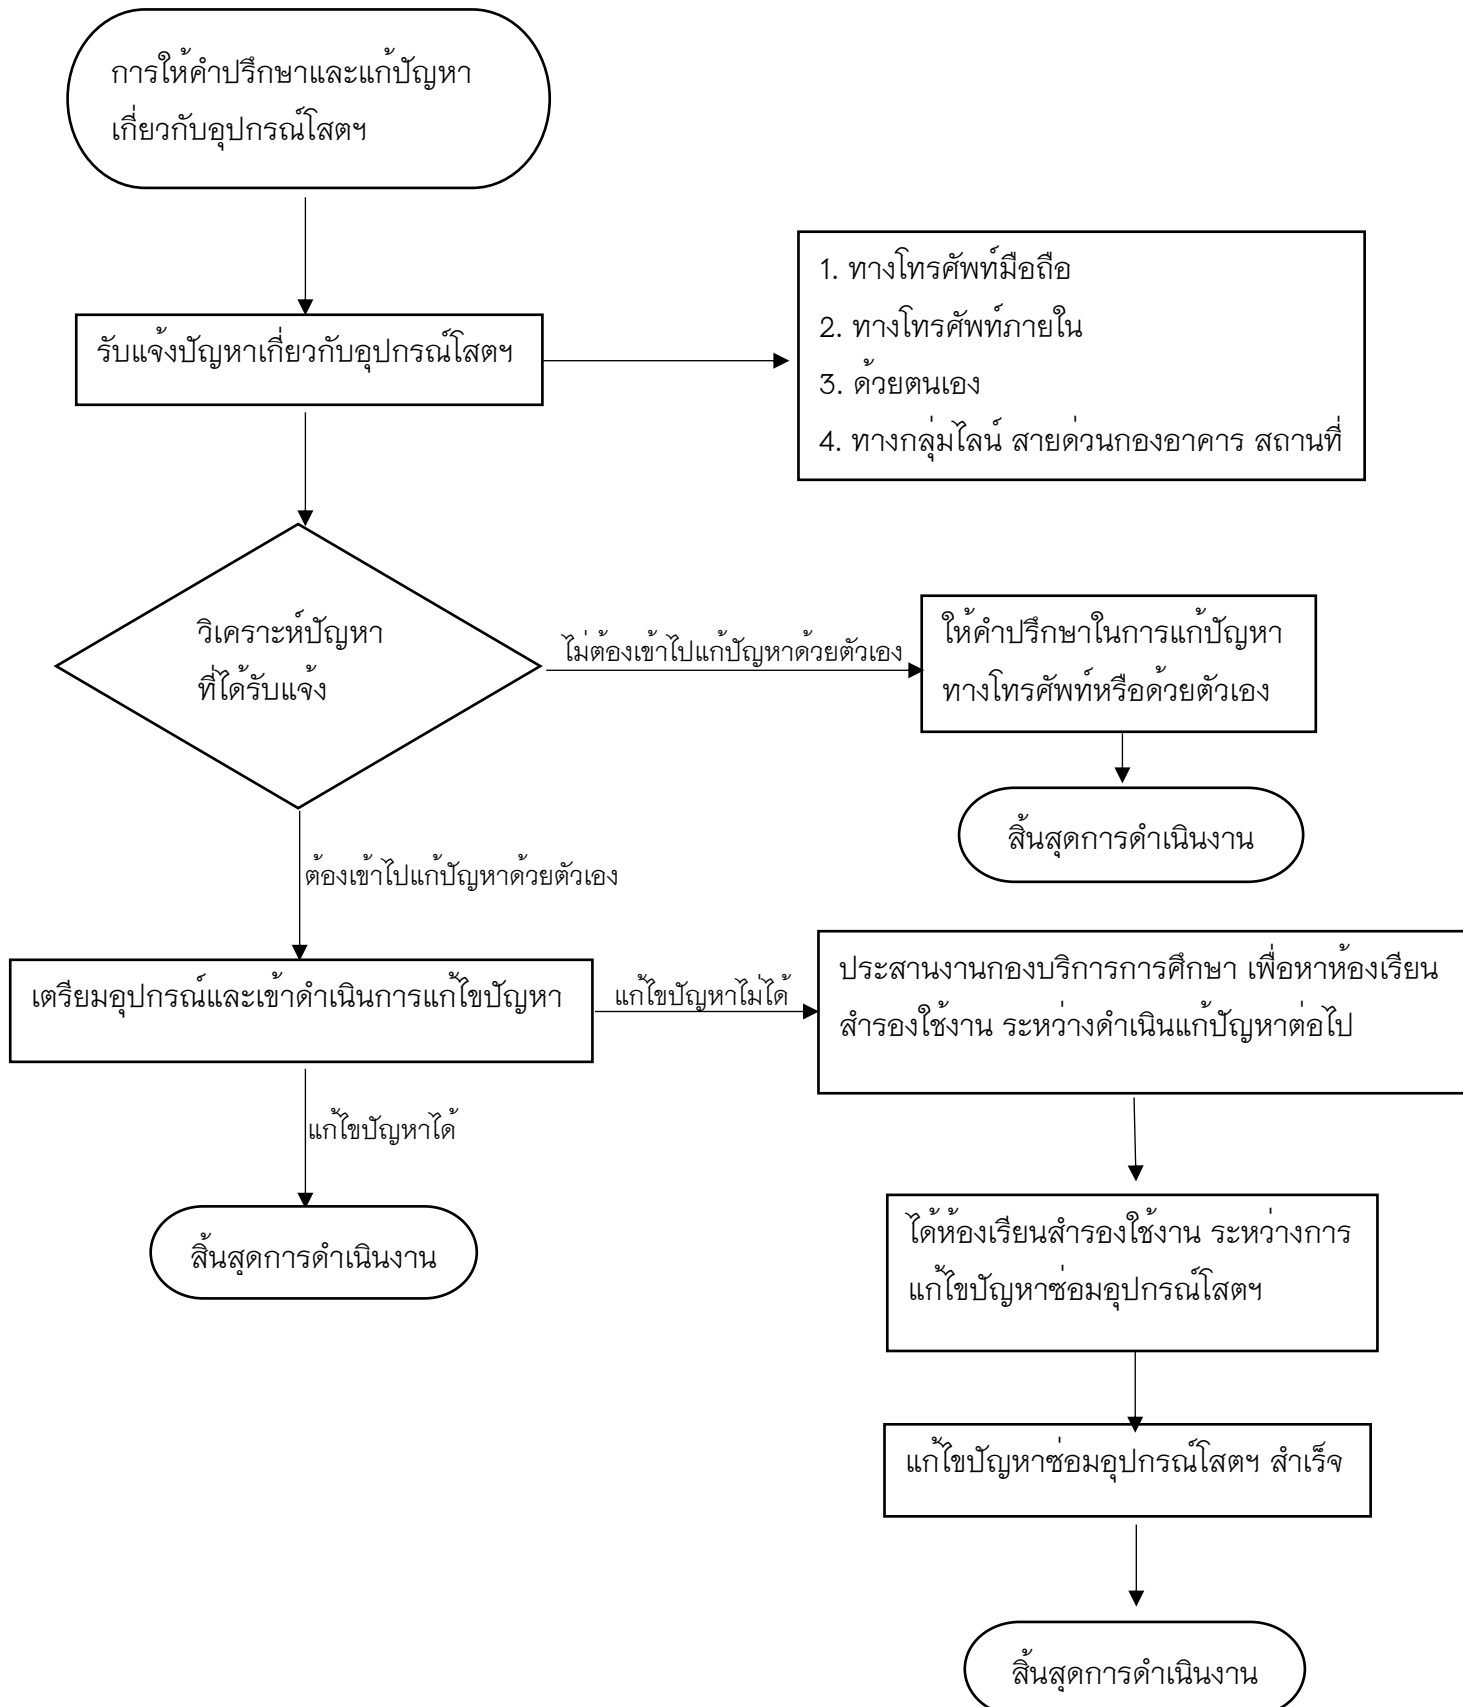 การให้คำปรึกษาและแก้ปัญหา
เกี่ยวกับอุปกรณ์โสตฯ
รับแจ้งปัญหาเกี่ยวกับอุปกรณ์โสตฯ
1. ทางโทรศัพท์มือถือ
2. ทางโทรศัพท์ภายใน
3. ด้วยตนเอง
4. ทางกลุ่มไลน์ สายด่วนกองอาคาร สถานที่
วิเคราะห์ปัญหา
ที่ได้รับแจ้ง
ไม่ต้องเข้าไปแก้ปัญหาด้วยตัวเอง
ให้คำปรึกษาในการแก้ปัญหา
ทางโทรศัพท์หรือด้วยตัวเอง
สิ้นสุดการดำเนินงาน
ต้องเข้าไปแก้ปัญหาด้วยตัวเอง
เตรียมอุปกรณ์และเข้าดำเนินการแก้ไขปัญหา
แก้ไขปัญหาไม่ได้
ประสานงานกองบริการการศึกษา เพื่อหาห้องเรียน
สำรองใช้งาน ระหว่างดำเนินแก้ปัญหาต่อไป
แก้ไขปัญหาได้
สิ้นสุดการดำเนินงาน
ได้ห้องเรียนสำรองใช้งาน ระหว่างการ
แก้ไขปัญหาซ่อมอุปกรณ์โสตฯ
แก้ไขปัญหาซ่อมอุปกรณ์โสตฯ สำเร็จ
สิ้นสุดการดำเนินงาน